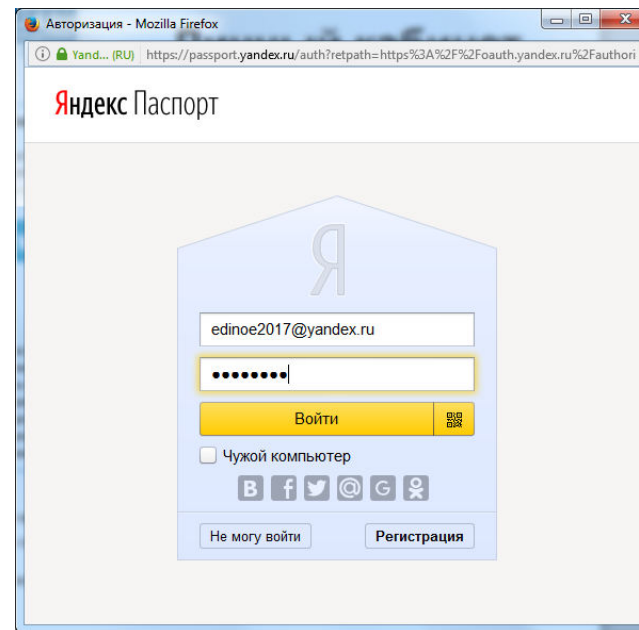 Авторизация - Mozilla Firefox
Yand... (RU) https://passport.yandex.ru/auth?retpath=https%3A%2F%2Foauth.yandex.ru%2Fauthori
Яндекс Паспорт
Я
edinoe2017@yandex.ru
••••••••
Войти
Чужой компьютер
Не могу войти Регистрация